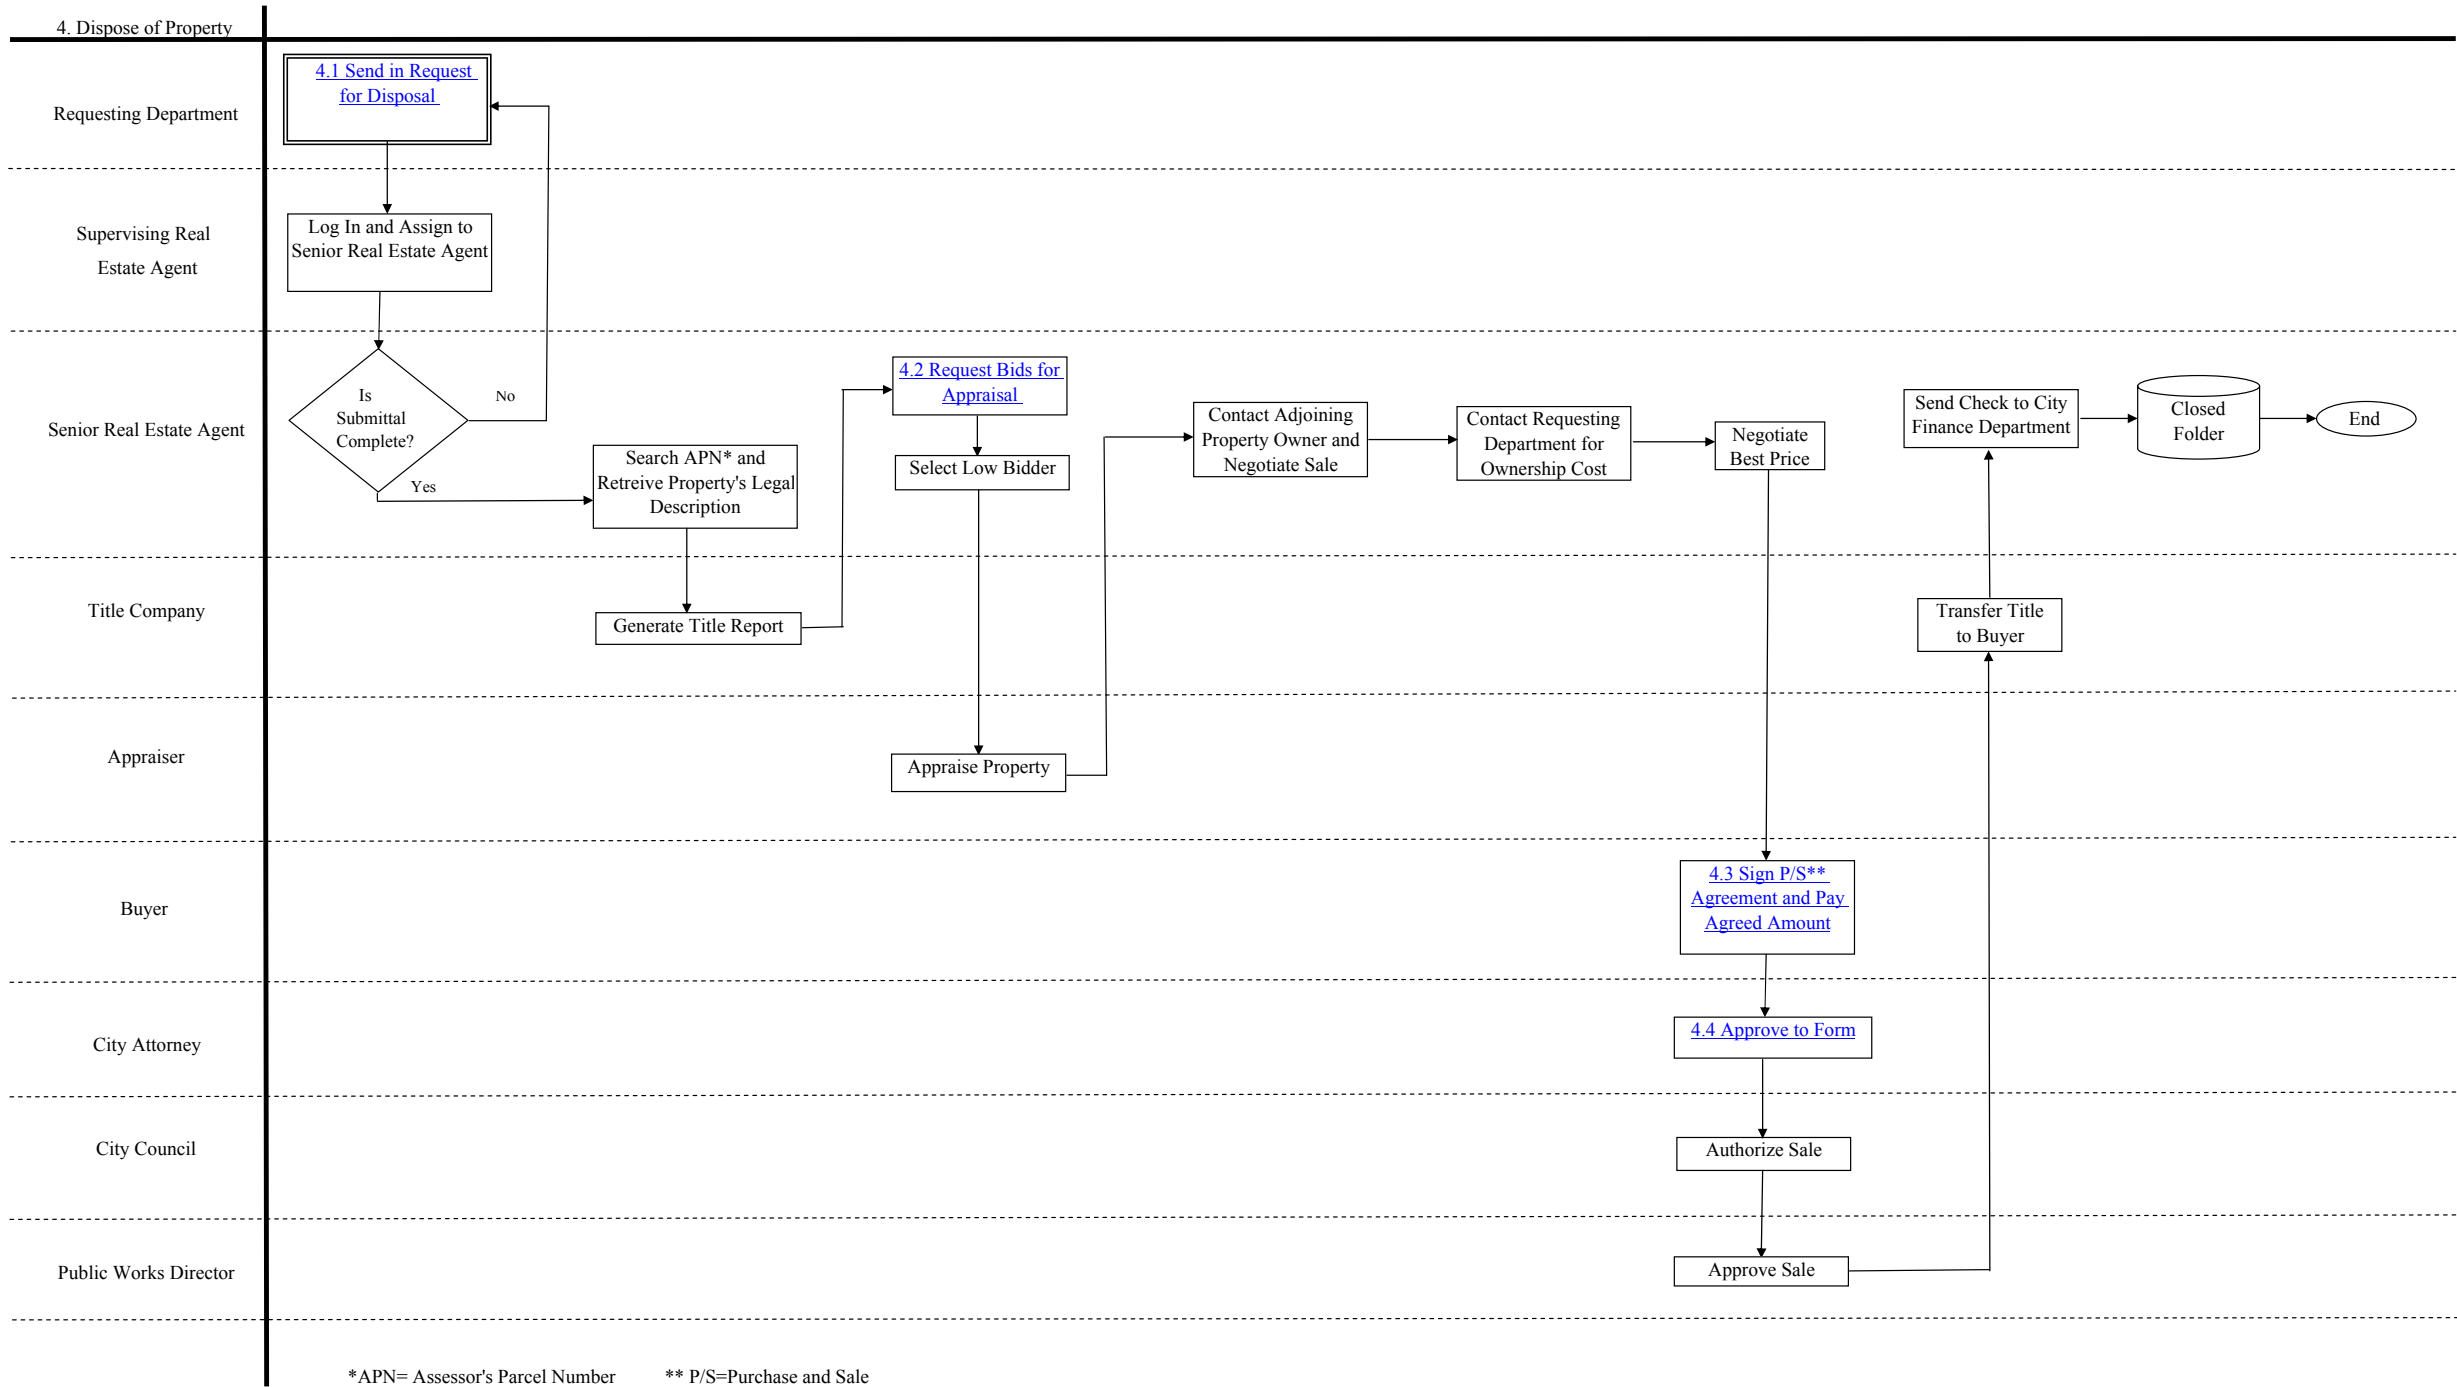 4. Dispose of Property
Requesting Department
4.1 Send in Request
for Disposal
Supervising Real
Estate Agent
Log In and Assign to
Senior Real Estate Agent
Senior Real Estate Agent
Is
Submittal
Complete?
No
Yes
Search APN* and
Retreive Property's Legal
Description
4.2 Request Bids for
Appraisal
Select Low Bidder
Contact Adjoining
Property Owner and
Negotiate Sale
Contact Requesting
Department for
Ownership Cost
Negotiate
Best Price
Send Check to City
Finance Department
Closed
Folder
End
Title Company
Generate Title Report
Transfer Title
to Buyer
Appraiser
Appraise Property
Buyer
4.3 Sign P/S**
Agreement and Pay
Agreed Amount
City Attorney
4.4 Approve to Form
City Council
Authorize Sale
Public Works Director
Approve Sale
*APN= Assessor's Parcel Number
** P/S=Purchase and Sale